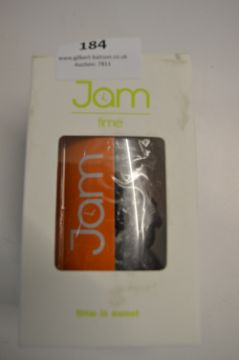 184
www.gilbert-baitson.co.uk
Auction: 7811
Jam
time
Jam
time is sweet